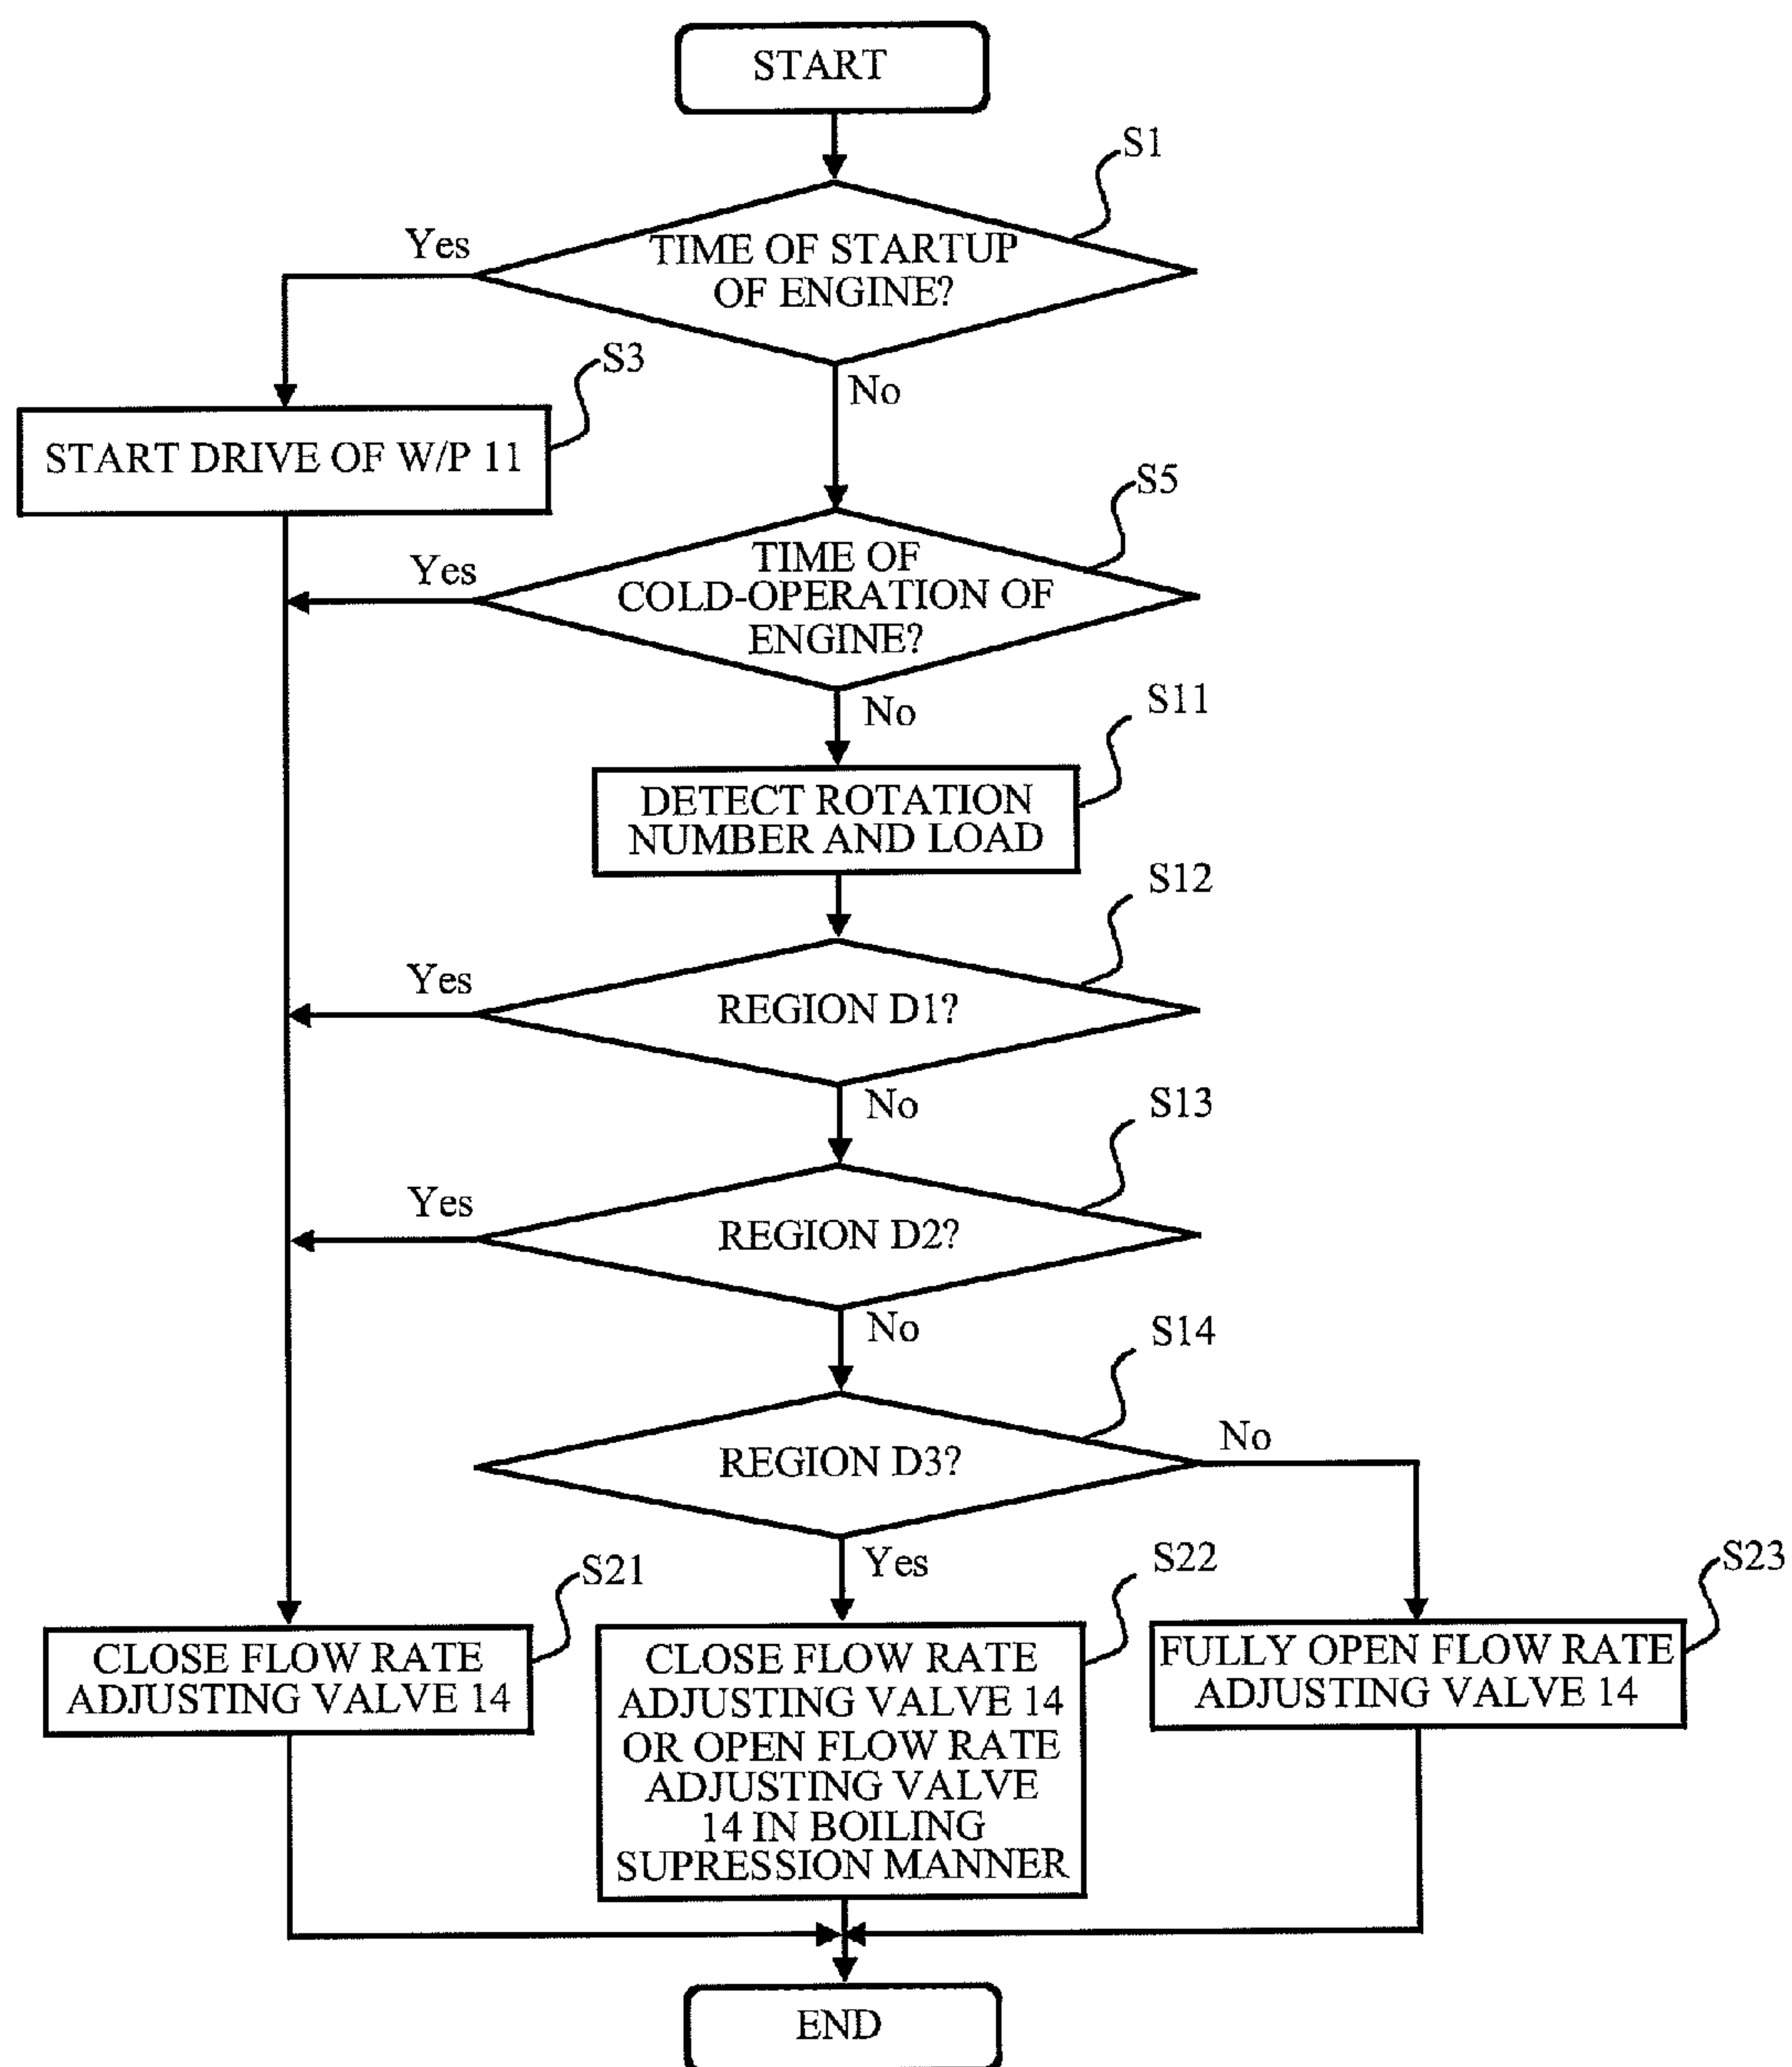 START
S1
Yes
TIME OF STARTUP
OF ENGINE?
S3
No
START DRIVE OF W/P 11
S5
Yes
TIME OF
COLD-OPERATION OF
ENGINE?
No
S11
DETECT ROTATION
NUMBER AND LOAD
S12
Yes
REGION D1?
No
S13
Yes
REGION D2?
No
S14
REGION D3?
No
Yes
S21
S22
S23
CLOSE FLOW RATE
ADJUSTING VALVE 14
CLOSE FLOW RATE
ADJUSTING VALVE 14
OR OPEN FLOW RATE
ADJUSTING VALVE
14 IN BOILING
SUPRESSION MANNER
FULLY OPEN FLOW RATE
ADJUSTING VALVE 14
END